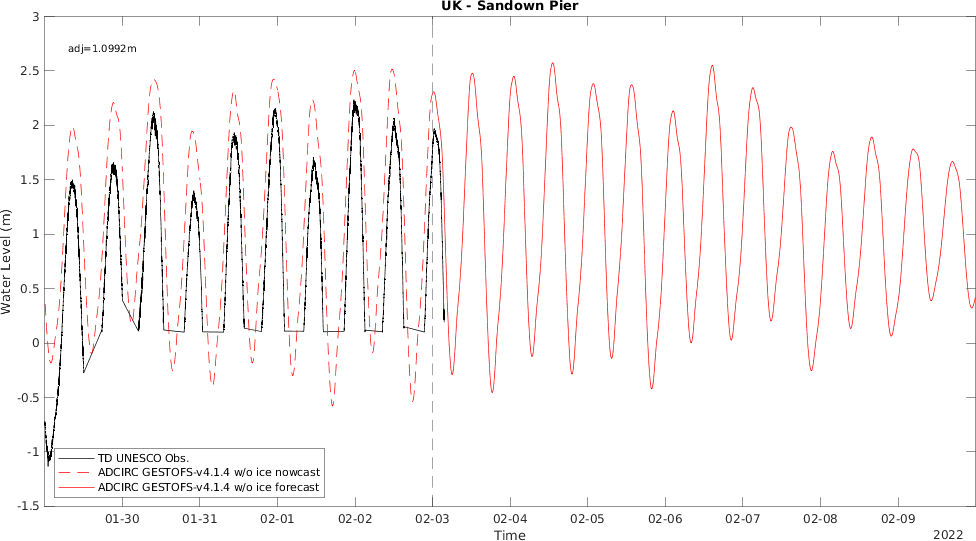 UK - Sandown Pier
adj=1.0992m
3
2.5
2
1.5
1
0.5
0
-0.5
-1
-1.5
Water Level (m)
TD UNESCO Obs.
ADCIRC GESTOFS-v4.1.4 w/o ice nowcast
ADCIRC GESTOFS-v4.1.4 w/o ice forecast
01-30 01-31 02-01 02-02 02-03 02-04 02-05 02-06 02-07 02-08 02-09
Time
2022